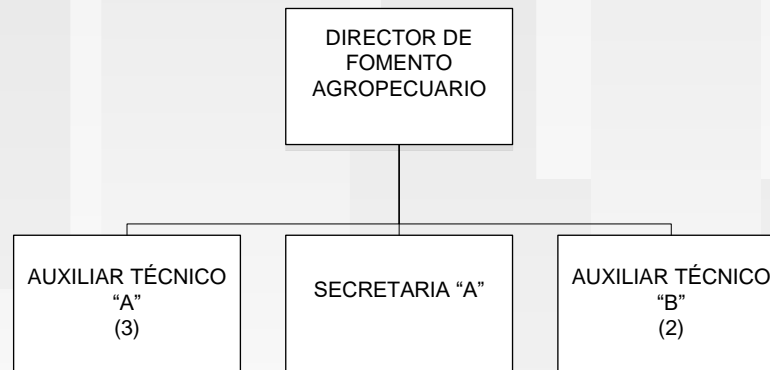 DIRECTOR DE
FOMENTO
AGROPECUARIO
AUXILIAR TÉCNICO
“A”
(3)
SECRETARIA “A”
AUXILIAR TÉCNICO
“B”
(2)